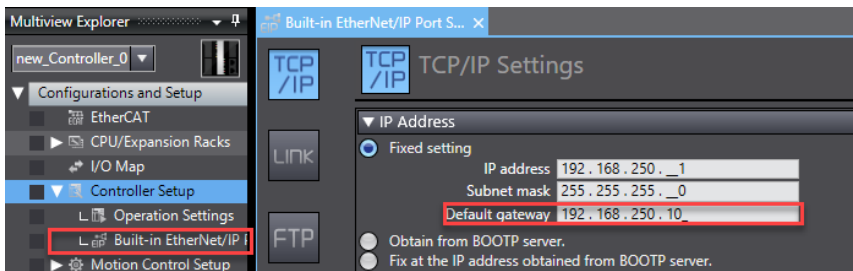 Multiview Explorer
new_Controller_0
Configurations and Setup
EtherCAT
CPU/Expansion Racks
I/O Map
Controller Setup
Operation Settings
Built-in EtherNet/IP
Motion Control Setup
Built-in EtherNet/IP Port S...
TCP
/IP
LINK
FTP
TCP
/IP
TCP/IP Settings
IP Address
Fixed setting
IP address 192 . 168 . 250 . __1
Subnet mask 255 . 255 . 255 . __0
Default gateway 192 . 168 . 250 . 10_
Obtain from BOOTP server.
Fix at the IP address obtained from BOOTP server.